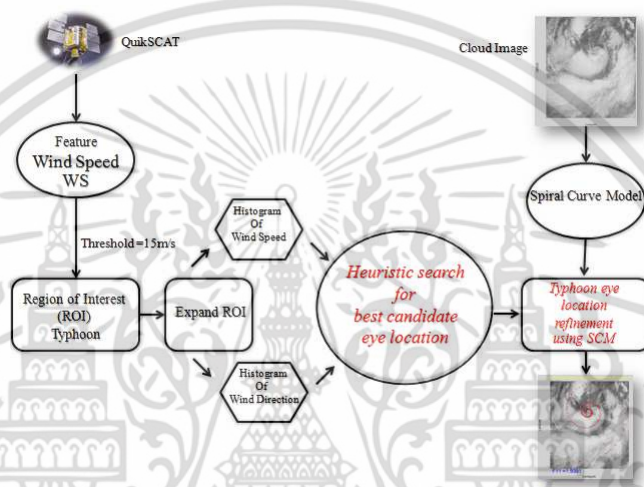 QuikSCAT
Cloud Image
Feature
Wind Speed
WS
Spiral Curve Model
Threshold=15m/s
Histogram
Of
Wind Speed
Region of Interest
(ROI)
Typhoon
Expand ROI
Heuristic search
for
best candidate
eye location
Typhoon eye
location
refinement
using SCM
Histogram
Of
Wind Direction